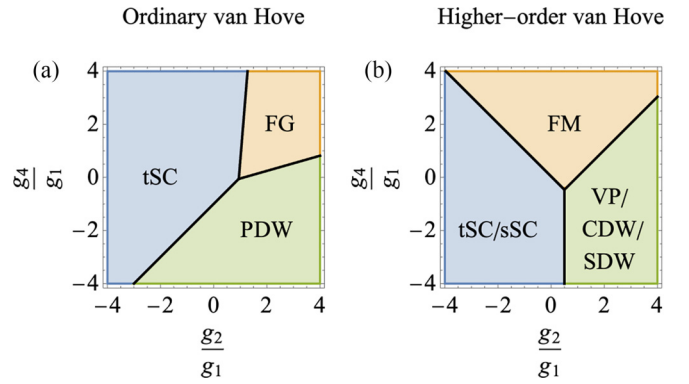 Ordinary van Hove
Higher−order van Hove
(a)
4
2
0
−2
−4
g4
g1
tSC
FG
PDW
−4 −2 0 2 4
g2
g1
(b)
4
2
0
−2
−4
g4
g1
FM
tSC/sSC
VP/
CDW/
SDW
−4 −2 0 2 4
g2
g1